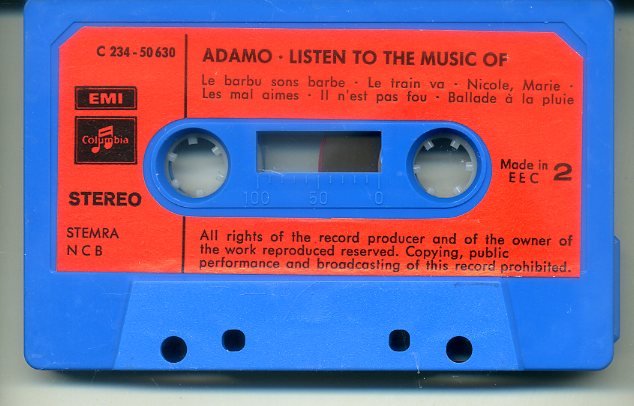 C 234 - 50 630
ADAMO · LISTEN TO THE MUSIC OF
Le barbu sons barbe · Le train va · Nicole, Marie ·
Les mal aimes · Il n'est pas fou · Ballade à la pluie
EMI
Columbia
STEREO
STEMRA
N C B
100 50 0
Made in
EEC
2
All rights of the record producer and of the owner of
the work reproduced reserved. Copying, public
performance and broadcasting of this record prohibited.